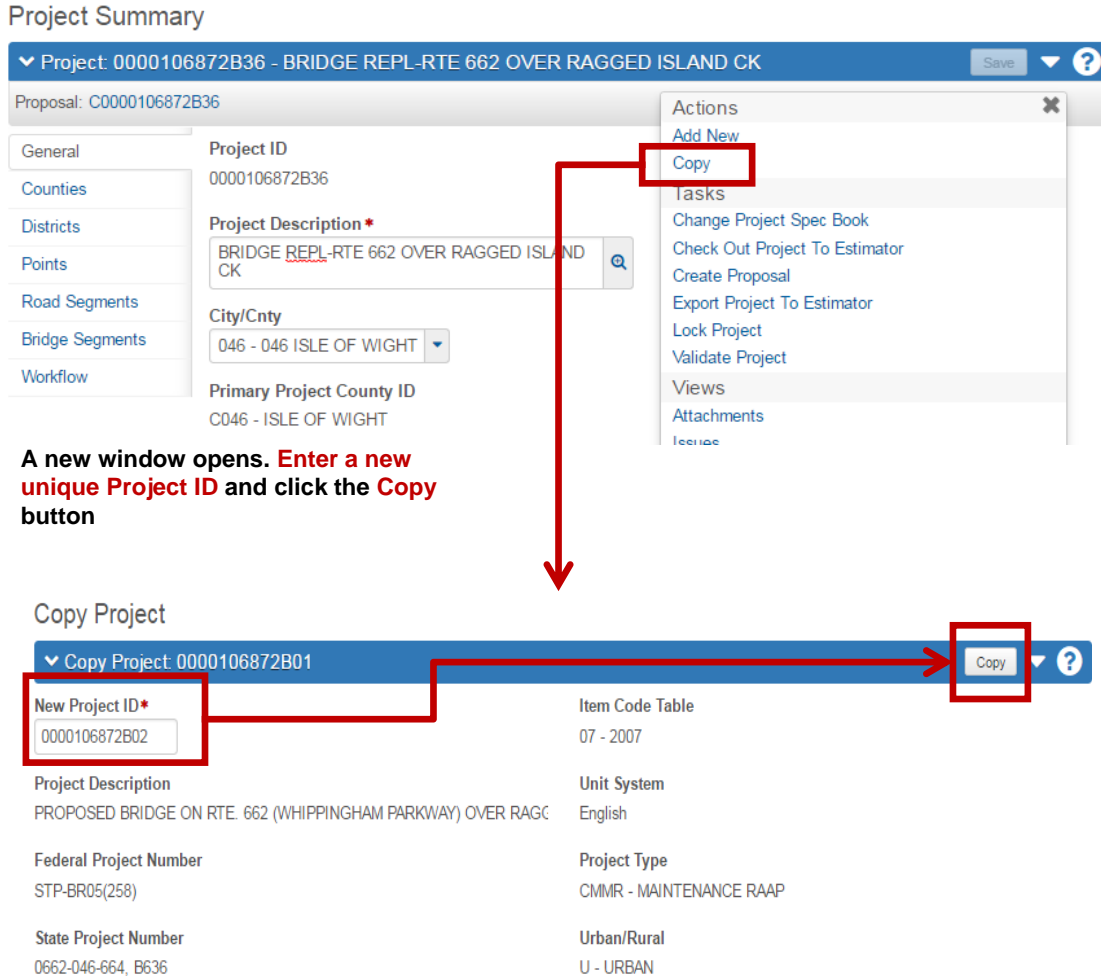 Project Summary
Project: 0000106872B36 - BRIDGE REPL-RTE 662 OVER RAGGED ISLAND CK
Save
?
Proposal: C0000106872B36
General
Counties
Districts
Points
Road Segments
Bridge Segments
Workflow
Project ID
0000106872B36
Project Description*
BRIDGE REPL-RTE 662 OVER RAGGED ISLAND
CK
City/Cnty
046 - 046 ISLE OF WIGHT
Primary Project County ID
C046 - ISLE OF WIGHT
Actions
Add New
Copy
Tasks
Change Project Spec Book
Check Out Project To Estimator
Create Proposal
Export Project To Estimator
Lock Project
Validate Project
Views
Attachments
Issues
A new window opens. Enter a new
unique Project ID and click the Copy
button
Copy Project
Copy Project: 0000106872B01
Copy
?
New Project ID*
0000106872B02
Project Description
PROPOSED BRIDGE ON RTE. 662 (WHIPPINGHAM PARKWAY) OVER RAGG
Federal Project Number
STP-BR05(258)
State Project Number
0662-046-664, B636
Item Code Table
07 - 2007
Unit System
English
Project Type
CMMR - MAINTENANCE RAAP
Urban/Rural
U - URBAN